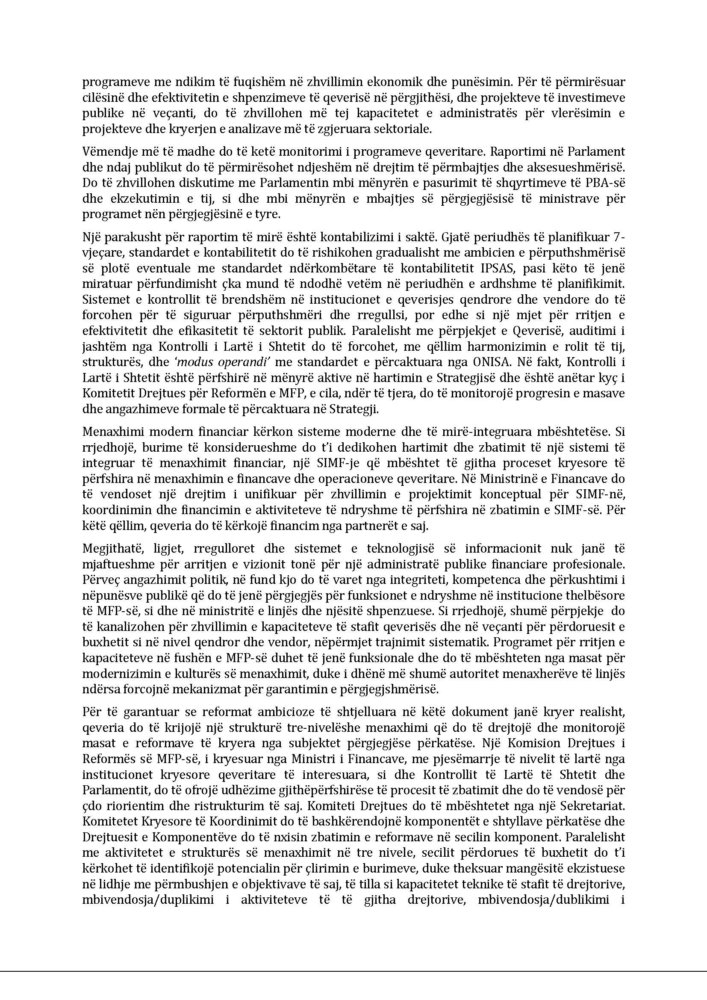 programeve me ndikim të fuqishëm në zhvillimin ekonomik dhe punësimin. Për të përmirësuar
cilësinë dhe efektivitetin e shpenzimeve të qeverisë në përgjithësi, dhe projekteve të investimeve
publike në veçanti, do të zhvillohen më tej kapacitetet e administratës për vlerësimin e
projekteve dhe kryerjen e analizave më të zgjeruara sektoriale.
Vëmendje më të madhe do të ketë monitorimi i programeve qeveritare. Raportimi në Parlament
dhe ndaj publikut do të përmirësohet ndjeshëm në drejtim të përmbajtjes dhe aksesueshmërisë.
Do të zhvillohen diskutime me Parlamentin mbi mënyrën e pasurimit të shqyrtimeve të PBA-së
dhe ekzekutimin e tij, si dhe mbi mënyrën e mbajtjes së përgjegjësisë të ministrave për
programet nën përgjegjësinë e tyre.
Një parakusht për raportim të mirë është kontabilizimi i saktë. Gjatë periudhës të planifikuar 7-
vjeçare, standardet e kontabilitetit do të rishikohen gradualisht me ambicien e përputhshmërisë
së plotë eventuale me standardet ndërkombëtare të kontabilitetit IPSAS, pasi këto të jenë
miratuar përfundimisht çka mund të ndodhë vetëm në periudhën e ardhshme të planifikimit.
Sistemet e kontrollit të brendshëm në institucionet e qeverisjes qendrore dhe vendore do të
forcohen për të siguruar përputhshmëri dhe rregullsi, por edhe si një mjet për rritjen e
efektivitetit dhe efikasitetit të sektorit publik. Paralelisht me përpjekjet e Qeverisë, auditimi i
jashtëm nga Kontrolli i Lartë i Shtetit do të forcohet, me qëllim harmonizimin e rolit të tij,
strukturës, dhe ‘modus operandi’ me standardet e përcaktuara nga ONISA. Në fakt, Kontrolli i
Lartë i Shtetit është përfshirë në mënyrë aktive në hartimin e Strategjisë dhe është anëtar kyç i
Komitetit Drejtues për Reformën e MFP, e cila, ndër të tjera, do të monitorojë progresin e masave
dhe angazhimeve formale të përcaktuara në Strategji.
Menaxhimi modern financiar kërkon sisteme moderne dhe të mirë-integruara mbështetëse. Si
rrjedhojë, burime të konsiderueshme do t’i dedikohen hartimit dhe zbatimit të një sistemi të
integruar të menaxhimit financiar, një SIMF-je që mbështet të gjitha proceset kryesore të
përfshira në menaxhimin e financave dhe operacioneve qeveritare. Në Ministrinë e Financave do
të vendoset një drejtim i unifikuar për zhvillimin e projektimit konceptual për SIMF-në,
koordinimin dhe financimin e aktiviteteve të ndryshme të përfshira në zbatimin e SIMF-së. Për
këtë qëllim, qeveria do të kërkojë financim nga partnerët e saj.
Megjithatë, ligjet, rregulloret dhe sistemet e teknologjisë së informacionit nuk janë të
mjaftueshme për arritjen e vizionit tonë për një administratë publike financiare profesionale.
Përveç angazhimit politik, në fund kjo do të varet nga integriteti, kompetenca dhe përkushtimi i
nëpunësve publikë që do të jenë përgjegjës për funksionet e ndryshme në institucione thelbësore
të MFP-së, si dhe në ministritë e linjës dhe njësitë shpenzuese. Si rrjedhojë, shumë përpjekje do
të kanalizohen për zhvillimin e kapaciteteve të stafit qeverisës dhe në veçanti për përdoruesit e
buxhetit si në nivel qendror dhe vendor, nëpërmjet trajnimit sistematik. Programet për rritjen e
kapaciteteve në fushën e MFP-së duhet të jenë funksionale dhe do të mbështeten nga masat për
modernizimin e kulturës së menaxhimit, duke i dhënë më shumë autoritet menaxherëve të linjës
ndërsa forcojnë mekanizmat për garantimin e përgjegjshmërisë.
Për të garantuar se reformat ambicioze të shtjelluara në këtë dokument janë kryer realisht,
qeveria do të krijojë një strukturë tre-nivelëshe menaxhimi që do të drejtojë dhe monitorojë
masat e reformave të kryera nga subjektet përgjegjëse përkatëse. Një Komision Drejtues i
Reformës së MFP-së, i kryesuar nga Ministri i Financave, me pjesëmarrje të nivelit të lartë nga
institucionet kryesore qeveritare të interesuara, si dhe Kontrollit të Lartë të Shtetit dhe
Parlamentit, do të ofrojë udhëzime gjithëpërfshirëse të procesit të zbatimit dhe do të vendosë për
çdo riorientim dhe ristrukturim të saj. Komiteti Drejtues do të mbështetet nga një Sekretariat.
Komitetet Kryesore të Koordinimit do të bashkërendojnë komponentët e shtyllave përkatëse dhe
Drejtuesit e Komponentëve do të nxisin zbatimin e reformave në secilin komponent. Paralelisht
me aktivitetet e strukturës së menaxhimit në tre nivele, secilit përdorues të buxhetit do t’i
kërkohet të identifikojë potencialin për çlirimin e burimeve, duke theksuar mangësitë ekzistuese
në lidhje me përmbushjen e objektivave të saj, të tilla si kapacitetet teknike të stafit të drejtorive,
mbivendosja/duplikimi i aktiviteteve të të gjitha drejtorive, mbivendosja/dublikimi i